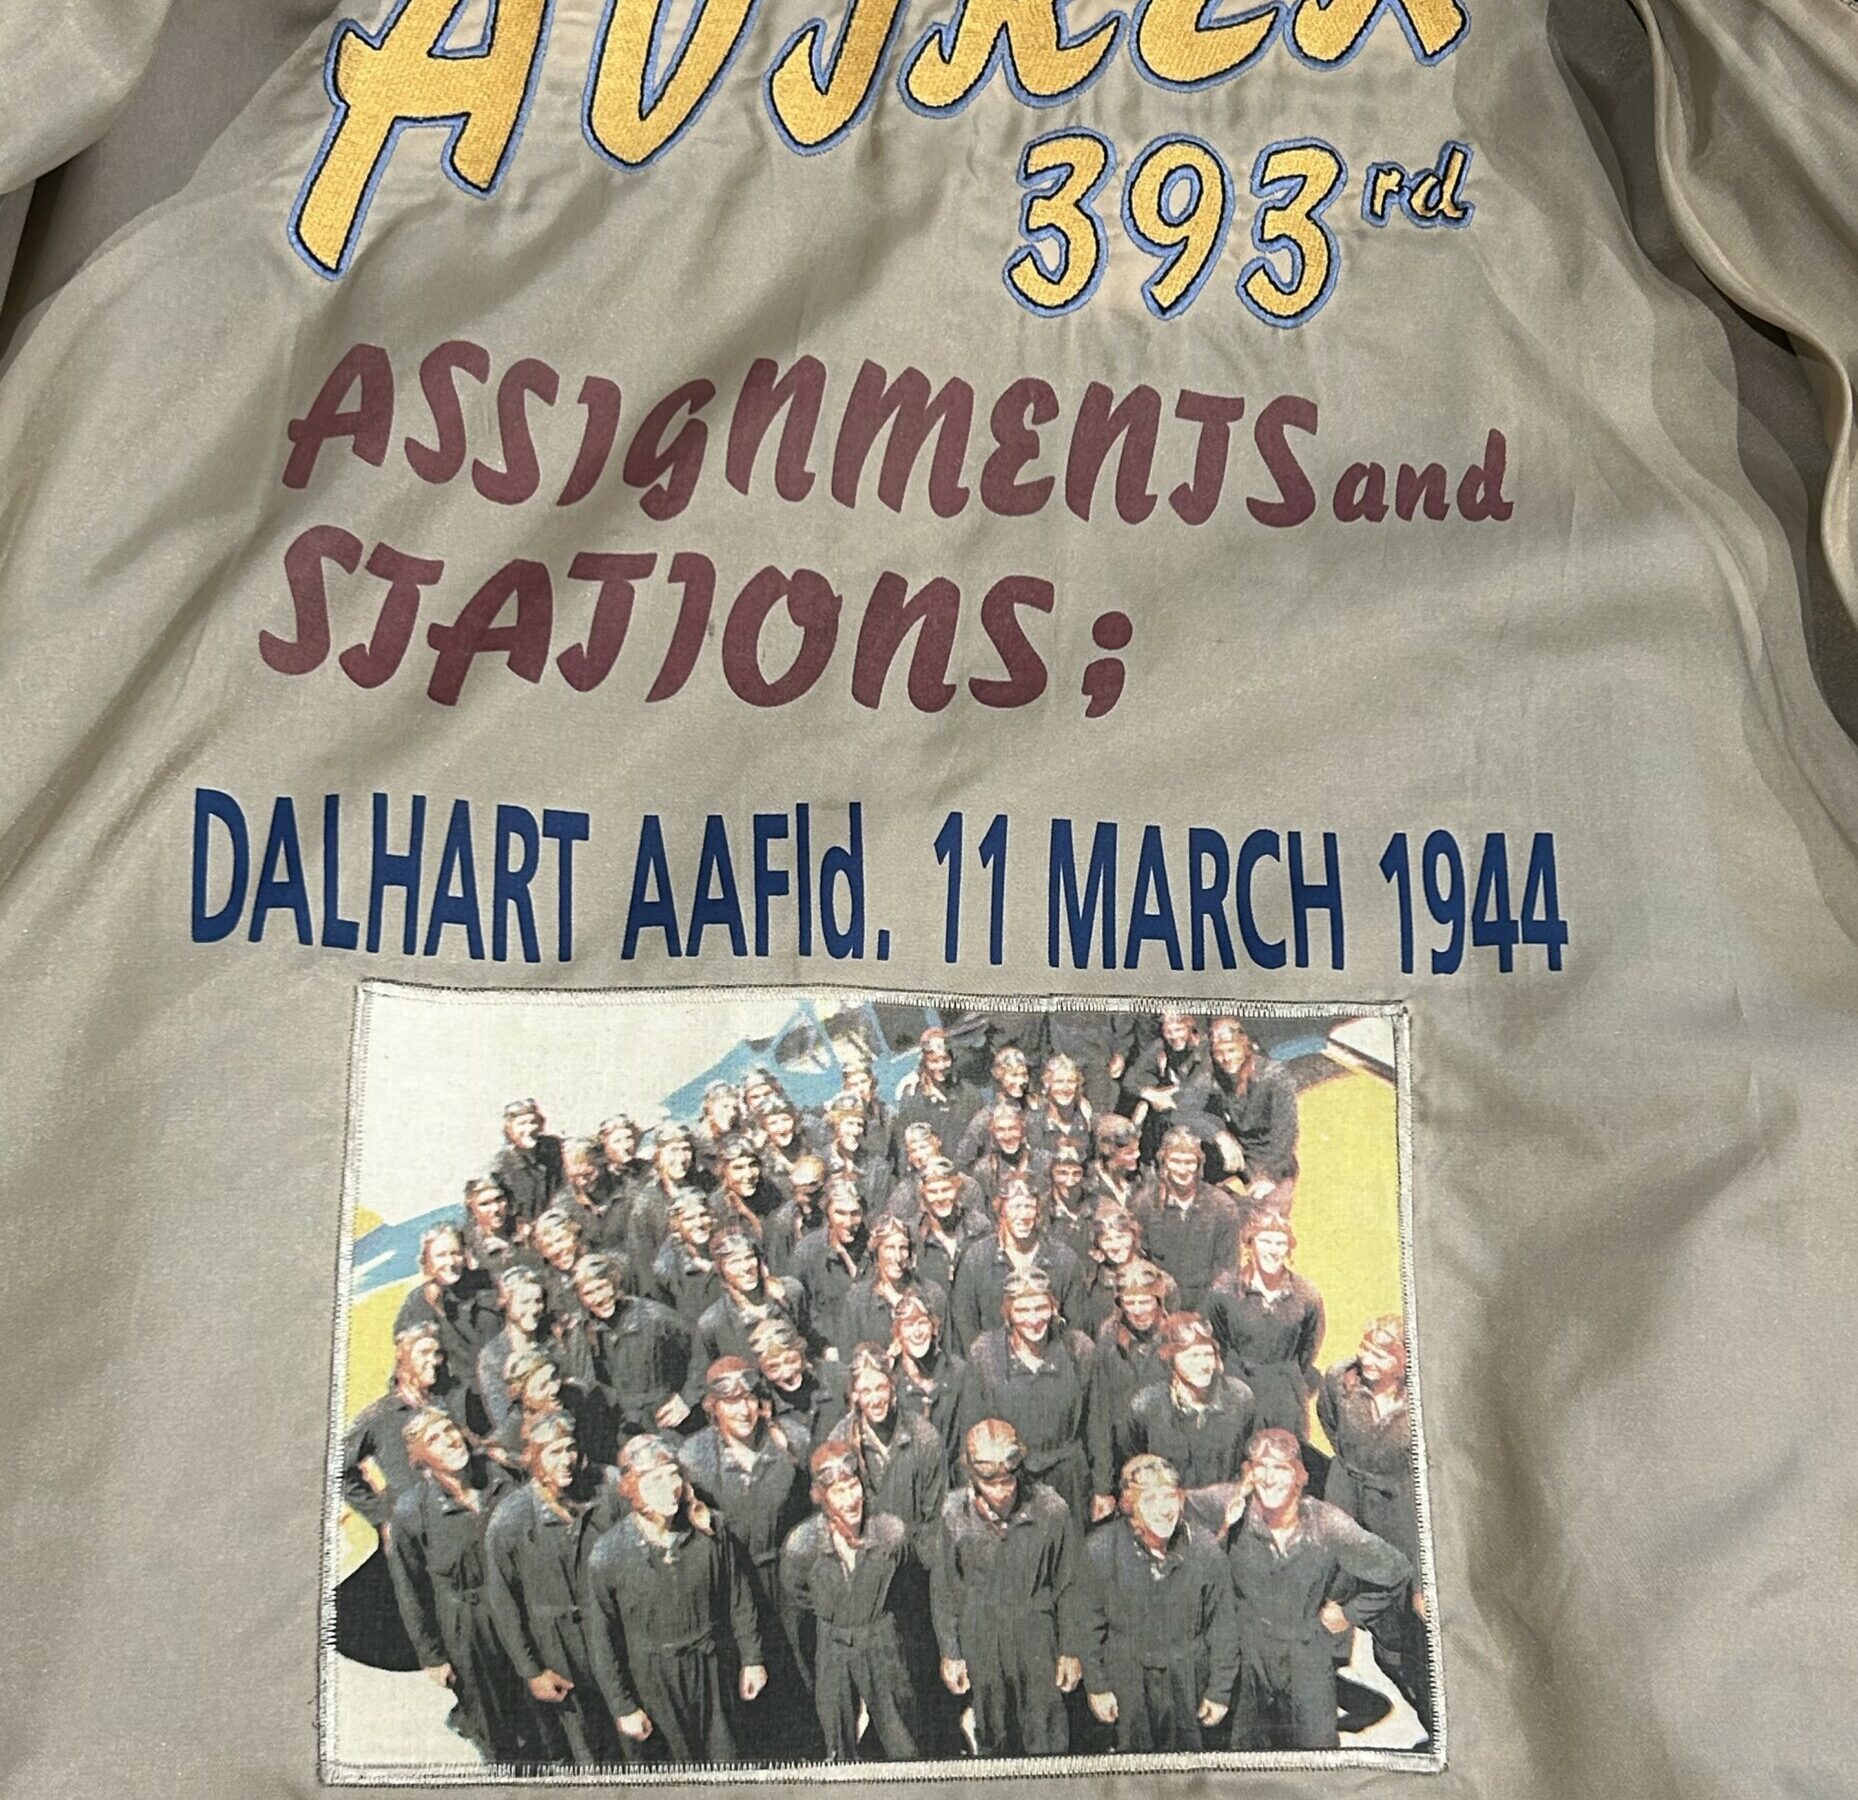 393rd
ASSIGNMENTS and
STATIONS;
DALHART AAFld. 11 MARCH 1944